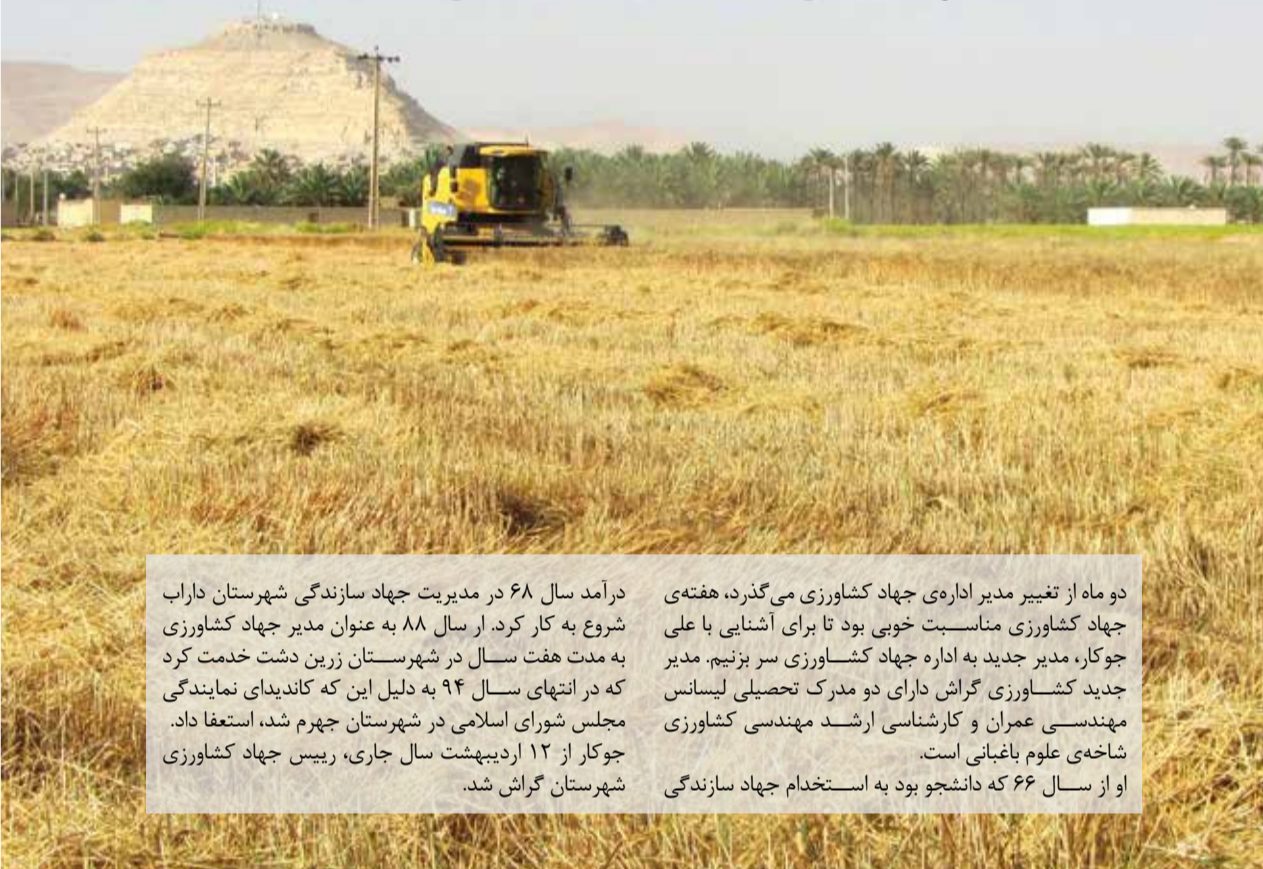 دو ماه از تغییر مدیر اداره‌ی جهاد کشاورزی می‌گذرد، هفته‌ی
جهاد کشاورزی مناسبت خوبی بود تا برای آشنایی با علی
جوکار، مدیر جدید به اداره جهاد کشاورزی سر بزنیم. مدیر
جدید کشاورزی گراش دارای دو مدرک تحصیلی لیسانس
مهندسی عمران و کارشناسی ارشد مهندسی کشاورزی
شاخه‌ی علوم باغبانی است.
او از سال ۶۶ که دانشجو بود به استخدام جهاد سازندگی
درآمد سال ۶۸ در مدیریت جهاد سازندگی شهرستان داراب
شروع به کار کرد. ار سال ۸۸ به عنوان مدیر جهاد کشاورزی
به مدت هفت سال در شهرستان زرین دشت خدمت کرد
که در انتهای سال ۹۴ به دلیل این که کاندیدای نمایندگی
مجلس شورای اسلامی در شهرستان جهرم شد، استعفا داد.
جوکار از ۱۲ اردیبهشت سال جاری، رییس جهاد کشاورزی
شهرستان گراش شد.